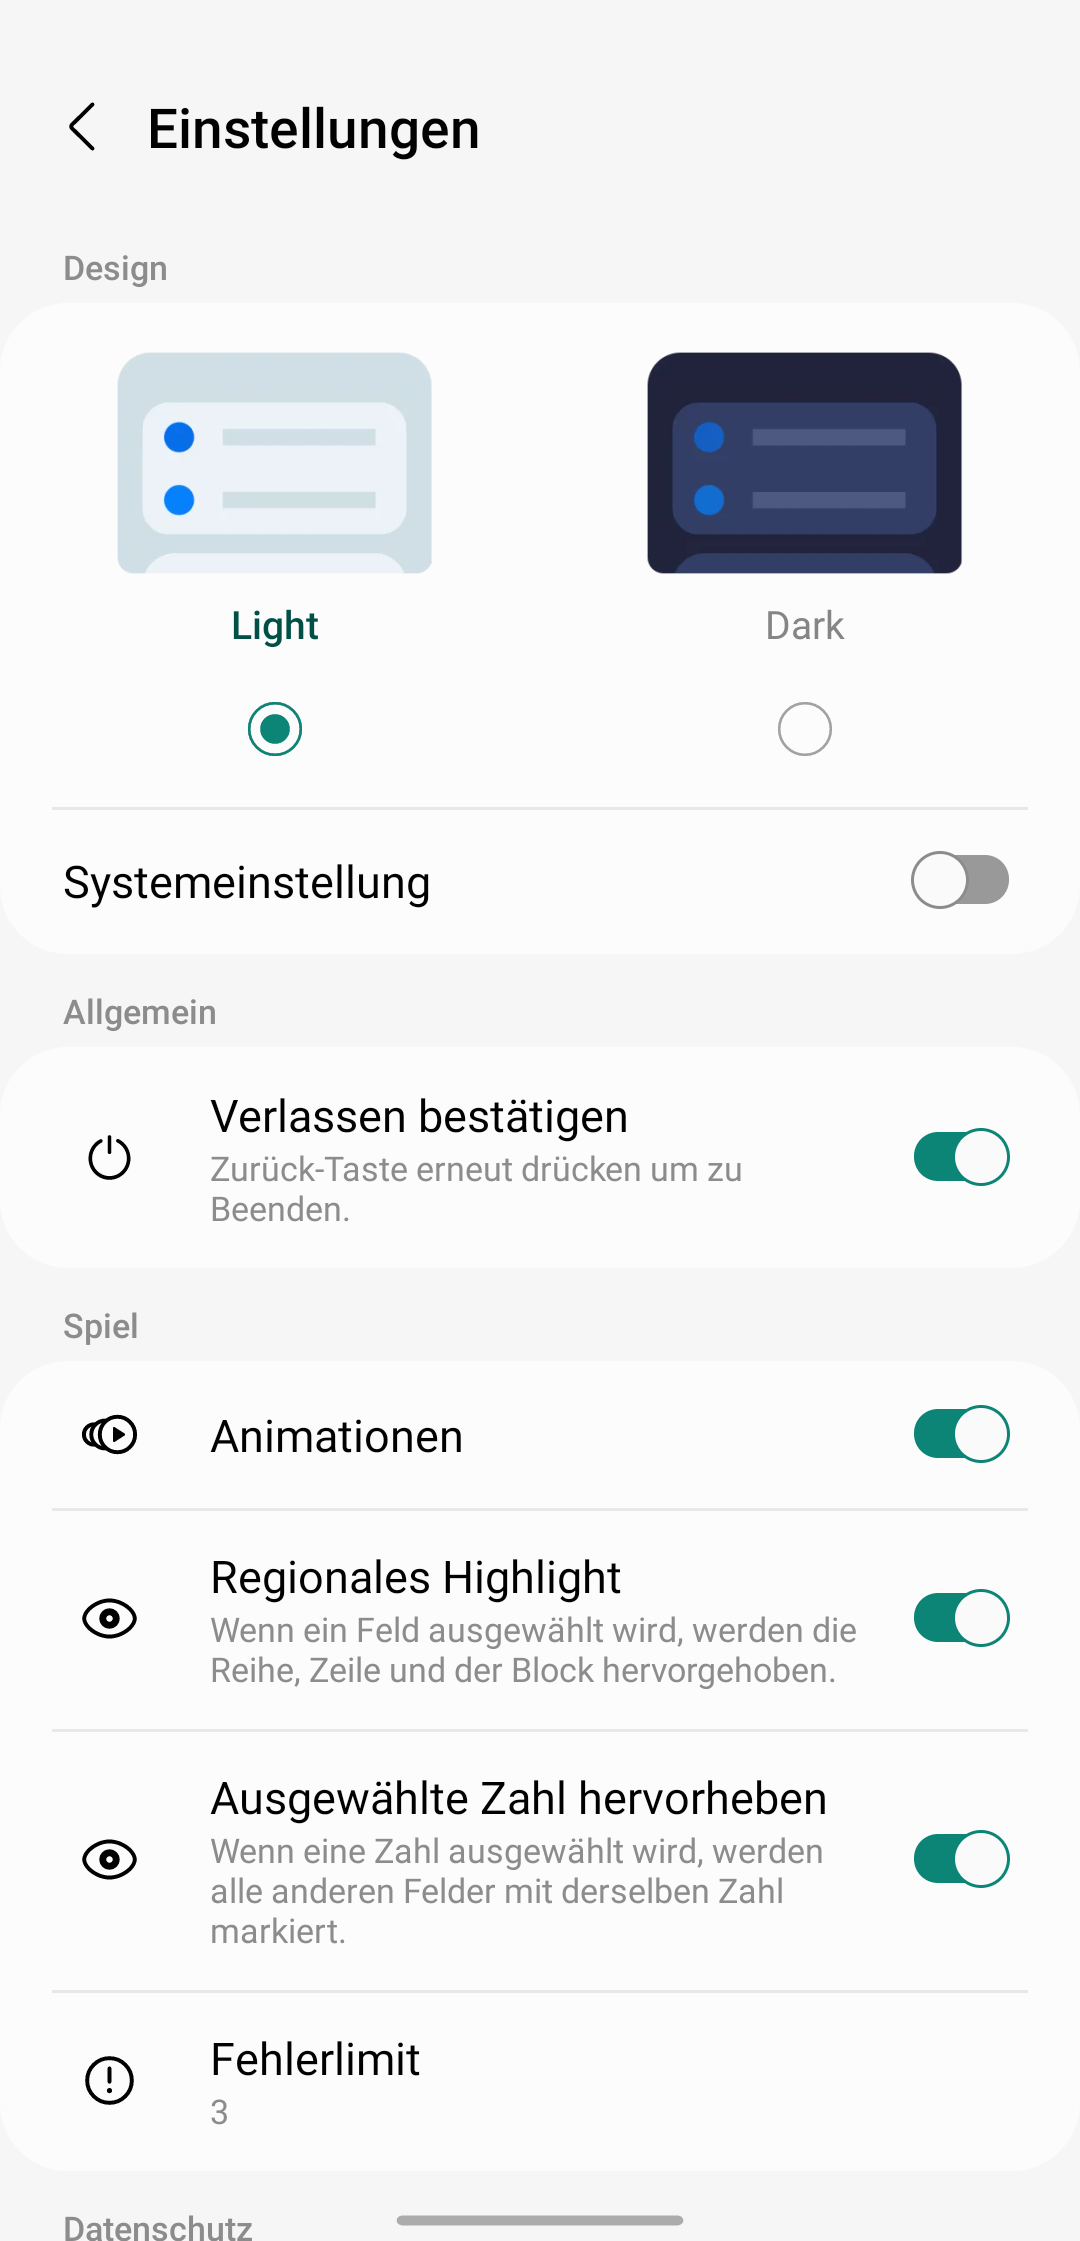 Einstellungen
Design
Light
Dark
Systemeinstellung
Allgemein
Verlassen bestätigen
Zurück-Taste erneut drücken um zu
Beenden.
Spiel
Animationen
Regionales Highlight
Wenn ein Feld ausgewählt wird, werden die
Reihe, Zeile und der Block hervorgehoben.
Ausgewählte Zahl hervorheben
Wenn eine Zahl ausgewählt wird, werden
alle anderen Felder mit derselben Zahl
markiert.
Fehlerlimit
3
Datenschutz